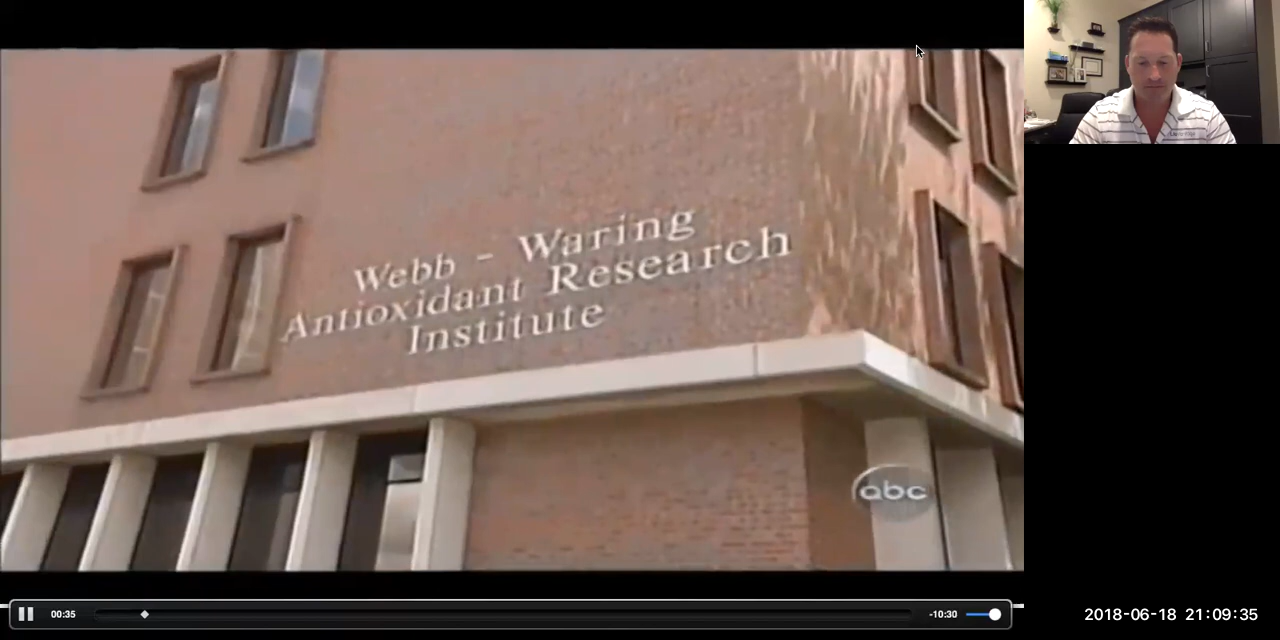 Webb - Waring
Antioxidant Research
Institute
abc
00:35
-10:30
2018-06-18 21:09:35